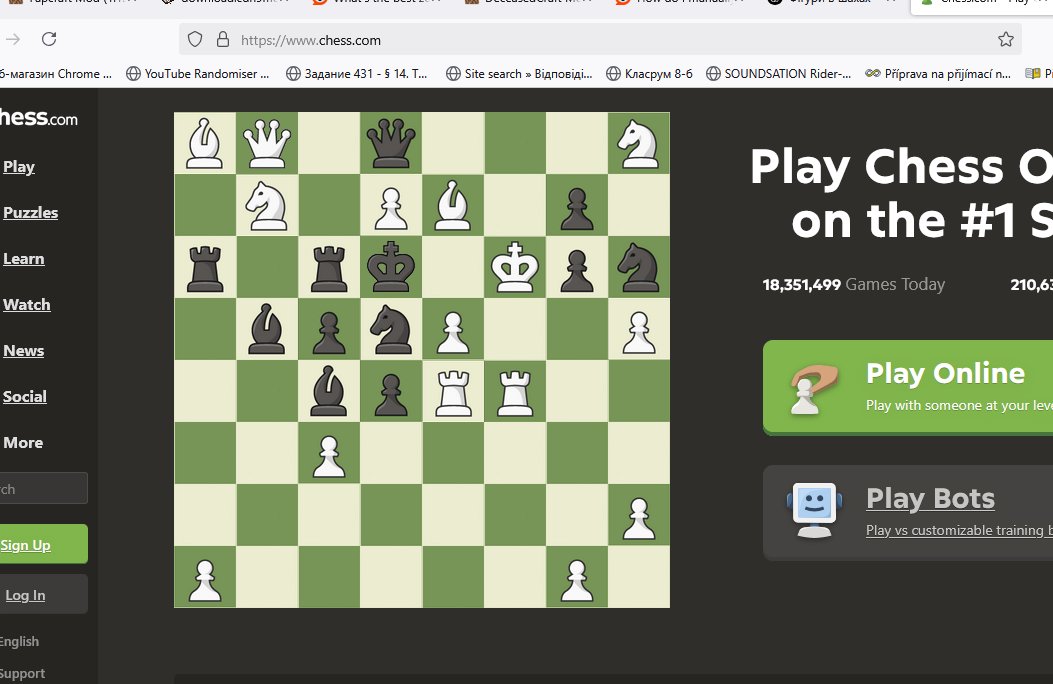 https://www.chess.com
б-магазин Chrome ... YouTube Randomiser ... Задание 431 - § 14. Т... Site search » Відповіді... Класрум 8-б SOUNDSATION Rider-... Příprava na přijímací n...
hess.com
Play
Puzzles
Learn
Watch
News
Social
More
rch
Sign Up
Log In
English
Support
Play Chess O
on the #1 S
18,351,499 Games Today 210,63
Play Online
Play with someone at your leve
Play Bots
Play vs customizable training b